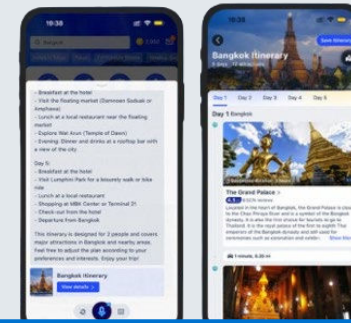 19:38
Bangkok
- Breakfast at the hotel
- Visit the floating market (Damnoen Saduak or
Amphawa)
- Lunch at a local restaurant near the floating
market
- Explore Wat Arun (Temple of Dawn)
- Evening: Dinner and drinks at a rooftop bar with
a view of the city
Day 5:
- Breakfast at the hotel
- Visit Lumphini Park for a leisurely walk or bike
ride
- Lunch at a local restaurant
- Shopping at MBK Center or Terminal 21
- Check-out from the hotel
- Departure from Bangkok
This itinerary is designed for 2 people and covers
major attractions in Bangkok and nearby areas.
Feel free to adjust the plan according to your
preferences and interests. Enjoy your trip!
Bangkok Itinerary
View details >
19:38
Save Itinerary
Bangkok Itinerary
Day 1 Day 2 Day 3 Day 4 Day 5
Day 1 Bangkok
The Grand Palace >
Located in the heart of Bangkok, the Grand Palace is close
to the Chao Phraya River and is a symbol of the Bangkok
dynasty. It is also the first choice for tourists to go to
Thailand. It is the royal palace of the first to eighth Thai
emperors of the Bangkok dynasty and still used for
ceremonies such as coronation and
Show More
1 minute, 0.35 mi